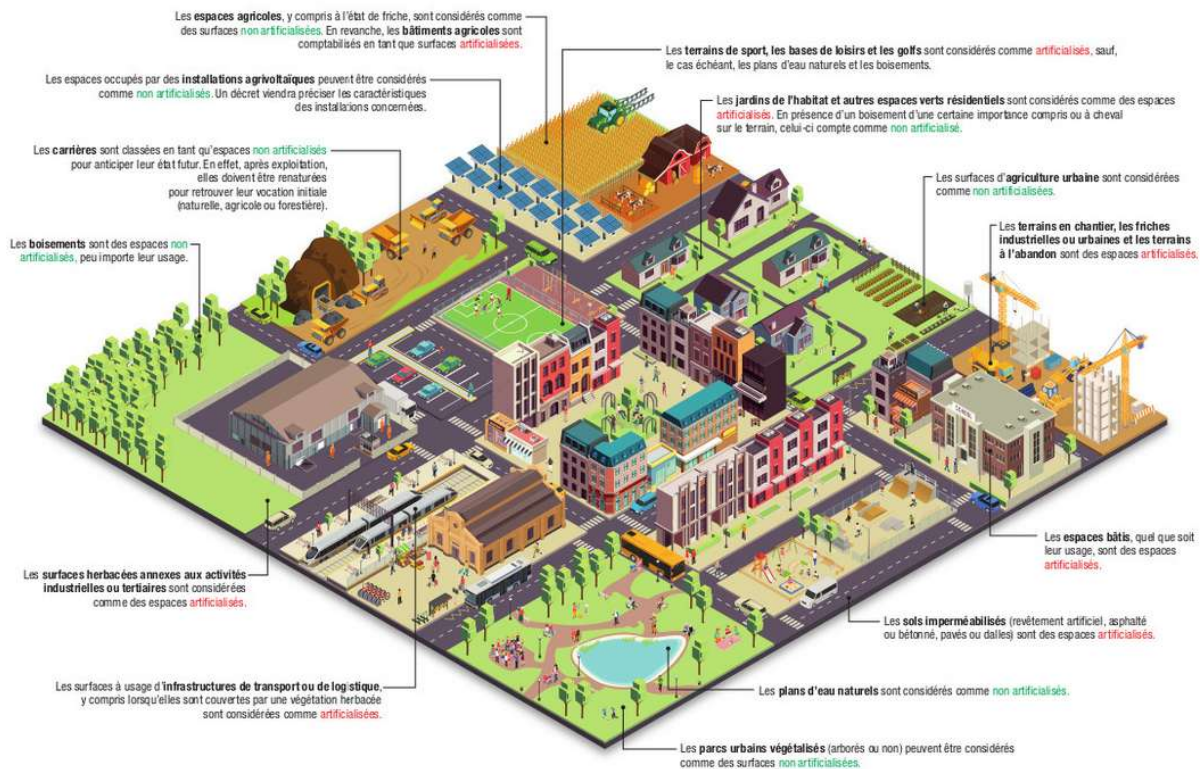 Les espaces agricoles, y compris à l'état de friche, sont considérés comme
des surfaces non artificialisées. En revanche, les bâtiments agricoles sont
comptabilisés en tant que surfaces artificialisées.
Les terrains de sport, les bases de loisirs et les golfs sont considérés comme artificialisés, sauf,
le cas échéant, les plans d'eau naturels et les boisements.
Les espaces occupés par des installations agrivoltaïques peuvent être considérés
comme non artificialisés. Un décret viendra préciser les caractéristiques
des installations concernées.
Les jardins de l'habitat et autres espaces verts résidentiels sont considérés comme des espaces
artificialisés. En présence d'un boisement d'une certaine importance compris ou à cheval
sur le terrain, celui-ci compte comme non artificialisé.
Les carrières sont classées en tant qu'espaces non artificialisés
pour anticiper leur état futur. En effet, après exploitation,
elles doivent être renaturées
pour retrouver leur vocation initiale
(naturelle, agricole ou forestière).
Les surfaces d'agriculture urbaine sont considérées
comme non artificialisées.
Les terrains en chantier, les friches
industrielles ou urbaines et les terrains
à l'abandon sont des espaces artificialisés.
Les boisements sont des espaces non
artificialisés, peu importe leur usage.
Les espaces bâtis, quel que soit
leur usage, sont des espaces
artificialisés.
Les surfaces herbacées annexes aux activités
industrielles ou tertiaires sont considérées
comme des espaces artificialisés.
Les sols imperméabilisés (revêtement artificiel, asphalté
ou bétonné, pavés ou dalles) sont des espaces artificialisés.
Les surfaces à usage d'infrastructures de transport ou de logistique,
y compris lorsqu'elles sont couvertes par une végétation herbacée
sont considérées comme artificialisées.
Les plans d'eau naturels sont considérés comme non artificialisés.
Les parcs urbains végétalisés (arborés ou non) peuvent être considérés
comme des surfaces non artificialisées.